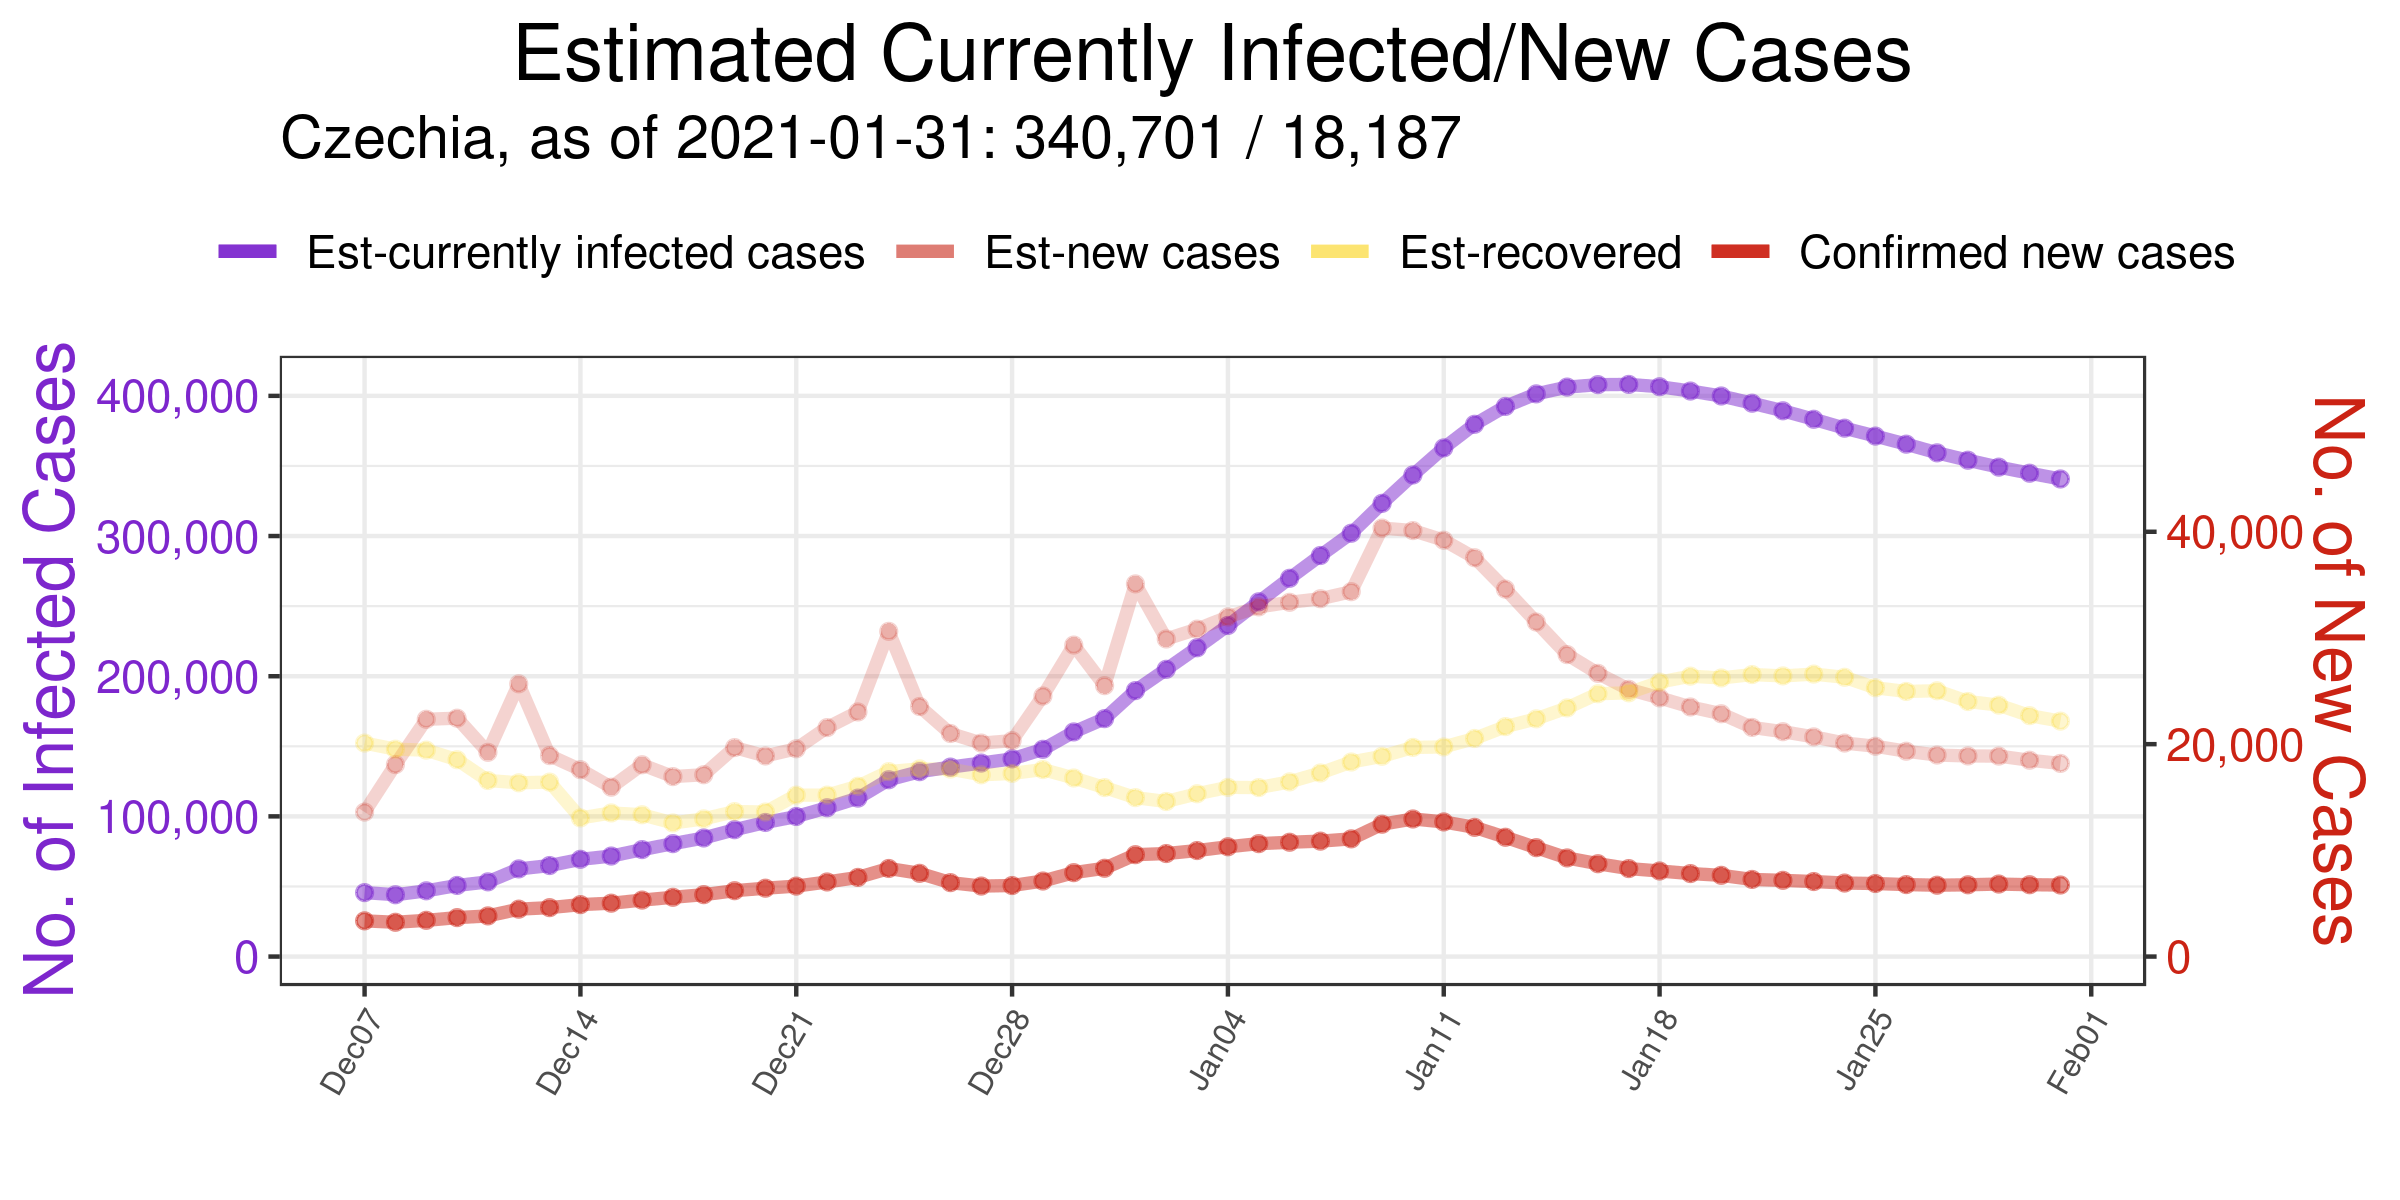 Estimated Currently Infected/New Cases
Czechia, as of 2021-01-31: 340,701 / 18,187
Est-currently infected cases Est-new cases Est-recovered Confirmed new cases
No. of Infected Cases
400,000
300,000
200,000
100,000
0
No. of New Cases
40,000
20,000
0
Dec07 Dec14 Dec21 Dec28 Jan04 Jan11 Jan18 Jan25 Feb01